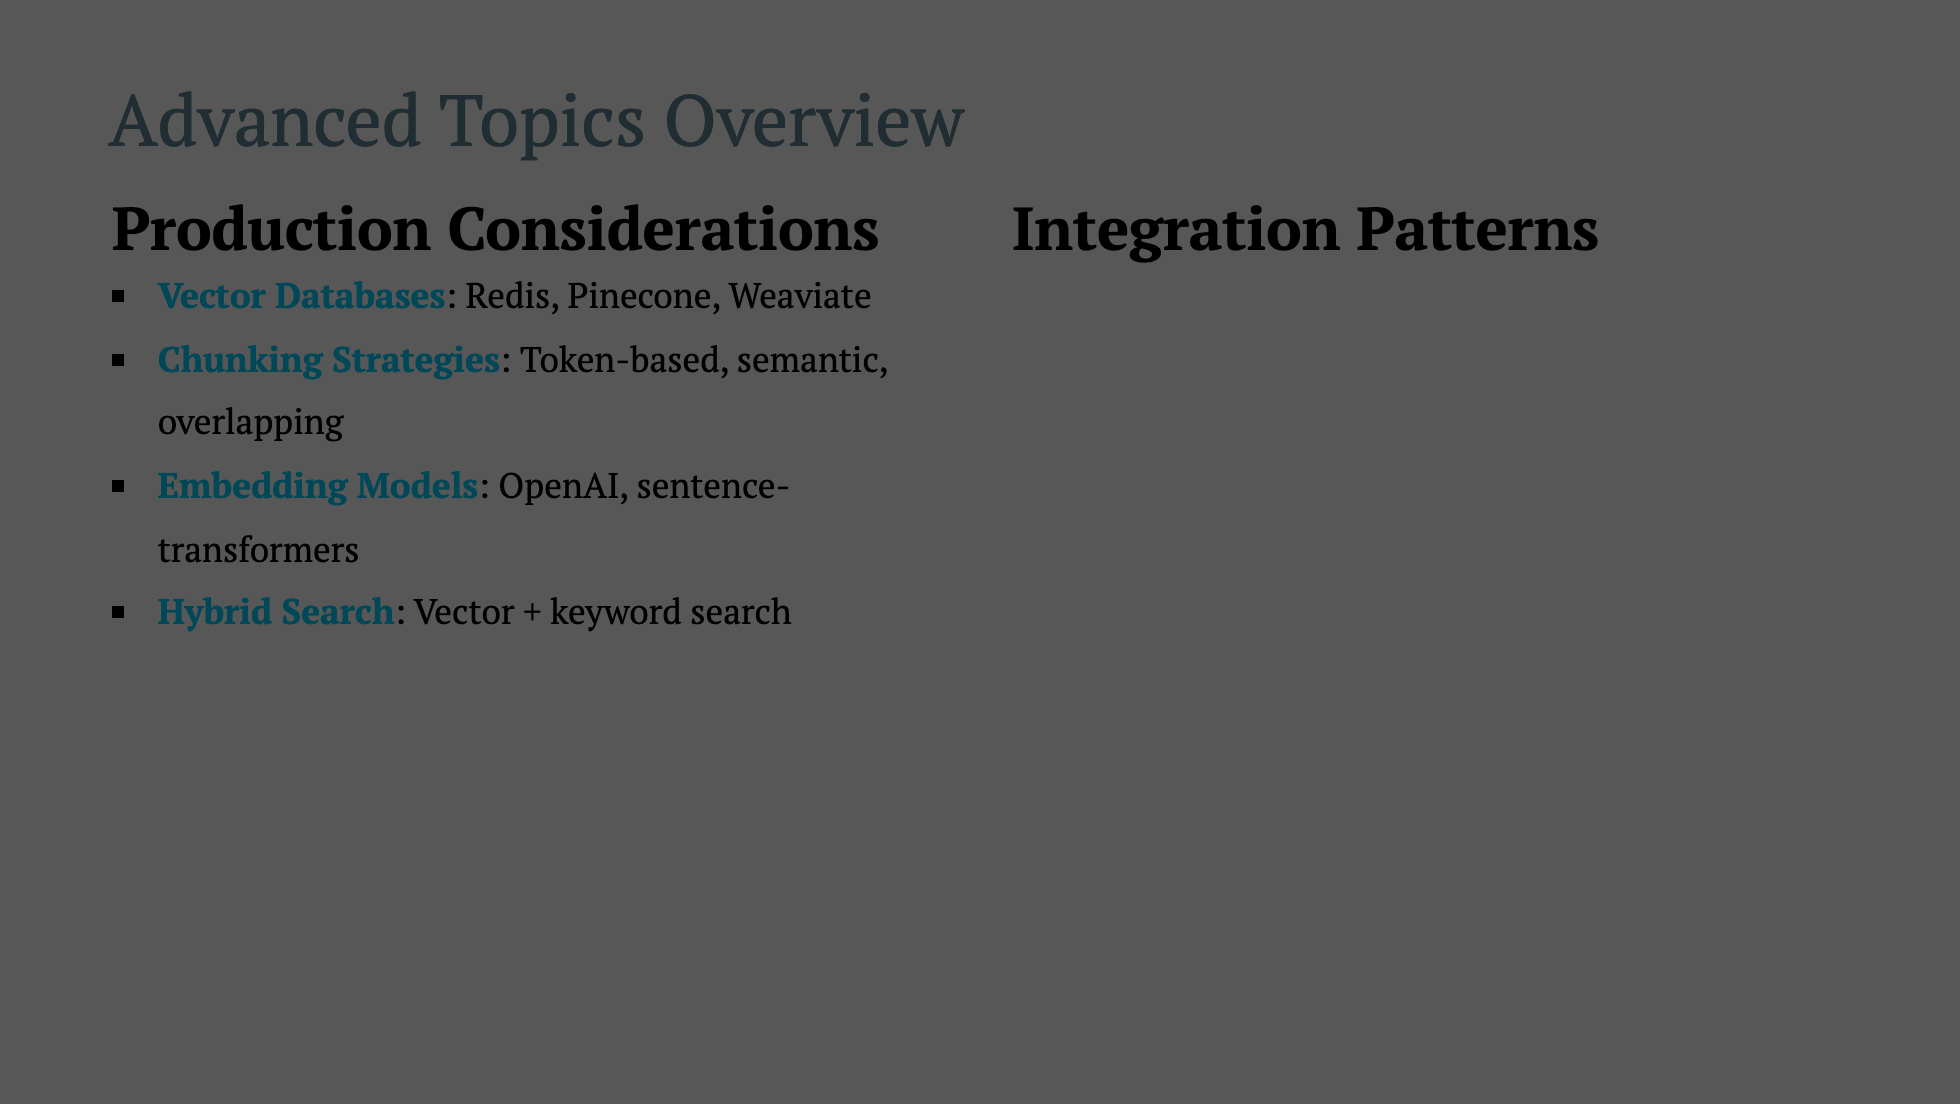 Advanced Topics Overview
Production Considerations
Vector Databases: Redis, Pinecone, Weaviate
Chunking Strategies: Token-based, semantic,
overlapping
Embedding Models: OpenAI, sentence-
transformers
Hybrid Search: Vector + keyword search
Integration Patterns